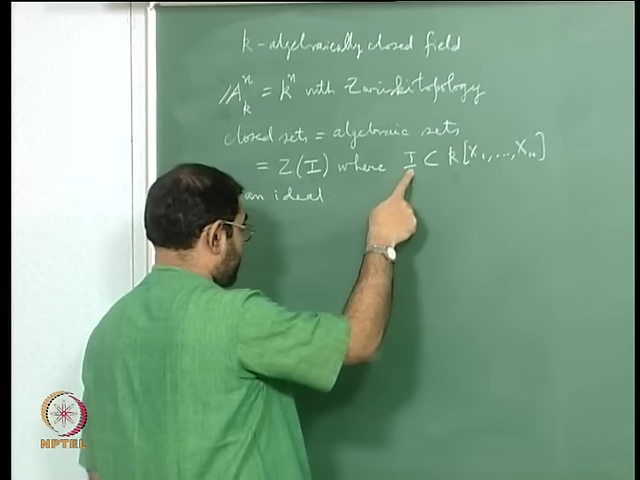 k - algebraically closed field
𝔸ⁿₖ = kⁿ with Zariski topology
closed sets = algebraic sets
= Z(I) where I ⊂ k[X₁,...,Xₙ]
an ideal
NPTEL